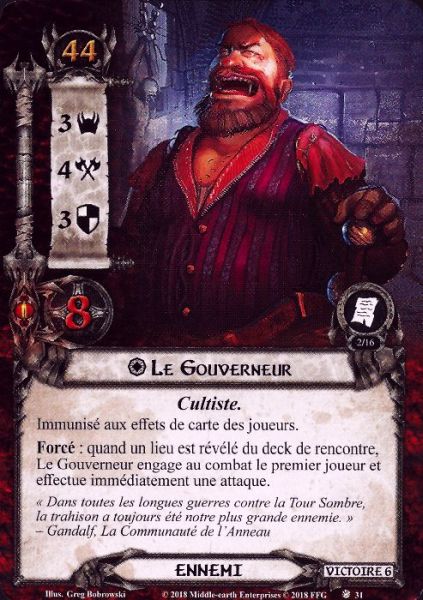 44
3
4
3
8
2/16
Le Gouverneur
Cultiste.
Immunisé aux effets de carte des joueurs.
Forcé : quand un lieu est révélé du deck de rencontre,
Le Gouverneur engage au combat le premier joueur et
effectue immédiatement une attaque.
« Dans toutes les longues guerres contre la Tour Sombre,
la trahison a toujours été notre plus grande ennemie. »
– Gandalf, La Communauté de l'Anneau
ENNEMI
VICTOIRE 6
Illus. Greg Bobrowski
© 2018 Middle-earth Enterprises © 2018 FFG
31